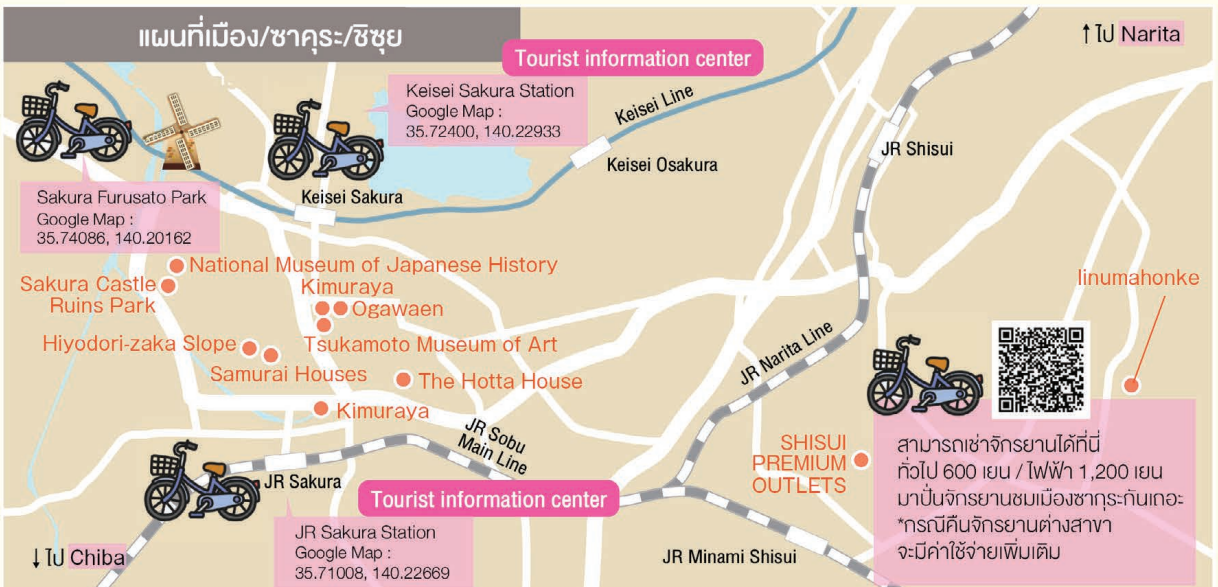 แผนที่เมือง/ซาคุระ/ชิซุย
Tourist information center
↑ ไป Narita
Keisei Sakura Station
Google Map :
35.72400, 140.22933
Keisei Line
JR Shisui
Keisei Osakura
Keisei Sakura
Sakura Furusato Park
Google Map :
35.74086, 140.20162
National Museum of Japanese History
Sakura Castle
Ruins Park
Kimuraya
Ogawaen
Iinumahonke
Hiyodori-zaka Slope
Tsukamoto Museum of Art
Samurai Houses
The Hotta House
JR Narita Line
Kimuraya
JR Sobu
Main Line
SHISUI
PREMIUM
OUTLETS
สามารถเช่าจักรยานได้ที่นี่
ทั่วไป 600 เยน / ไฟฟ้า 1,200 เยน
มาปั่นจักรยานชมเมืองซากุระกันเถอะ
*กรณีคืนจักรยานต่างสาขา
จะมีค่าใช้จ่ายเพิ่มเติม
JR Sakura
Tourist information center
JR Sakura Station
Google Map :
35.71008, 140.22669
JR Minami Shisui
↓ ไป Chiba